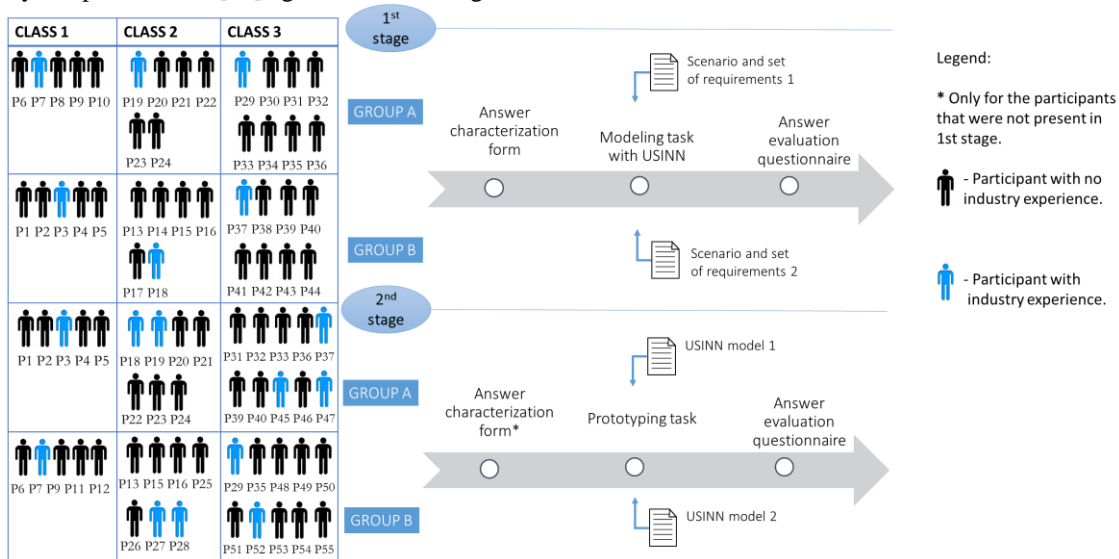 CLASS 1 CLASS 2 CLASS 3
P6 P7 P8 P9 P10
P19 P20 P21 P22
P23 P24
P29 P30 P31 P32
P33 P34 P35 P36
P1 P2 P3 P4 P5
P13 P14 P15 P16
P17 P18
P37 P38 P39 P40
P41 P42 P43 P44
P1 P2 P3 P4 P5
P18 P19 P20 P21
P22 P23 P24
P31 P32 P33 P36 P37
P39 P40 P45 P46 P47
P6 P7 P9 P11 P12
P13 P15 P16 P25
P26 P27 P28
P29 P35 P48 P49 P50
P51 P52 P53 P54 P55
1st
stage
GROUP A
Scenario and set
of requirements 1
Answer
characterization
form
Modeling task
with USINN
Answer
evaluation
questionnaire
GROUP B
Scenario and set
of requirements 2
2nd
stage
GROUP A
USINN model 1
Answer
characterization
form*
Prototyping task
Answer
evaluation
questionnaire
GROUP B
USINN model 2
Legend:
* Only for the participants
that were not present in
1st stage.
- Participant with no
industry experience.
- Participant with
industry experience.